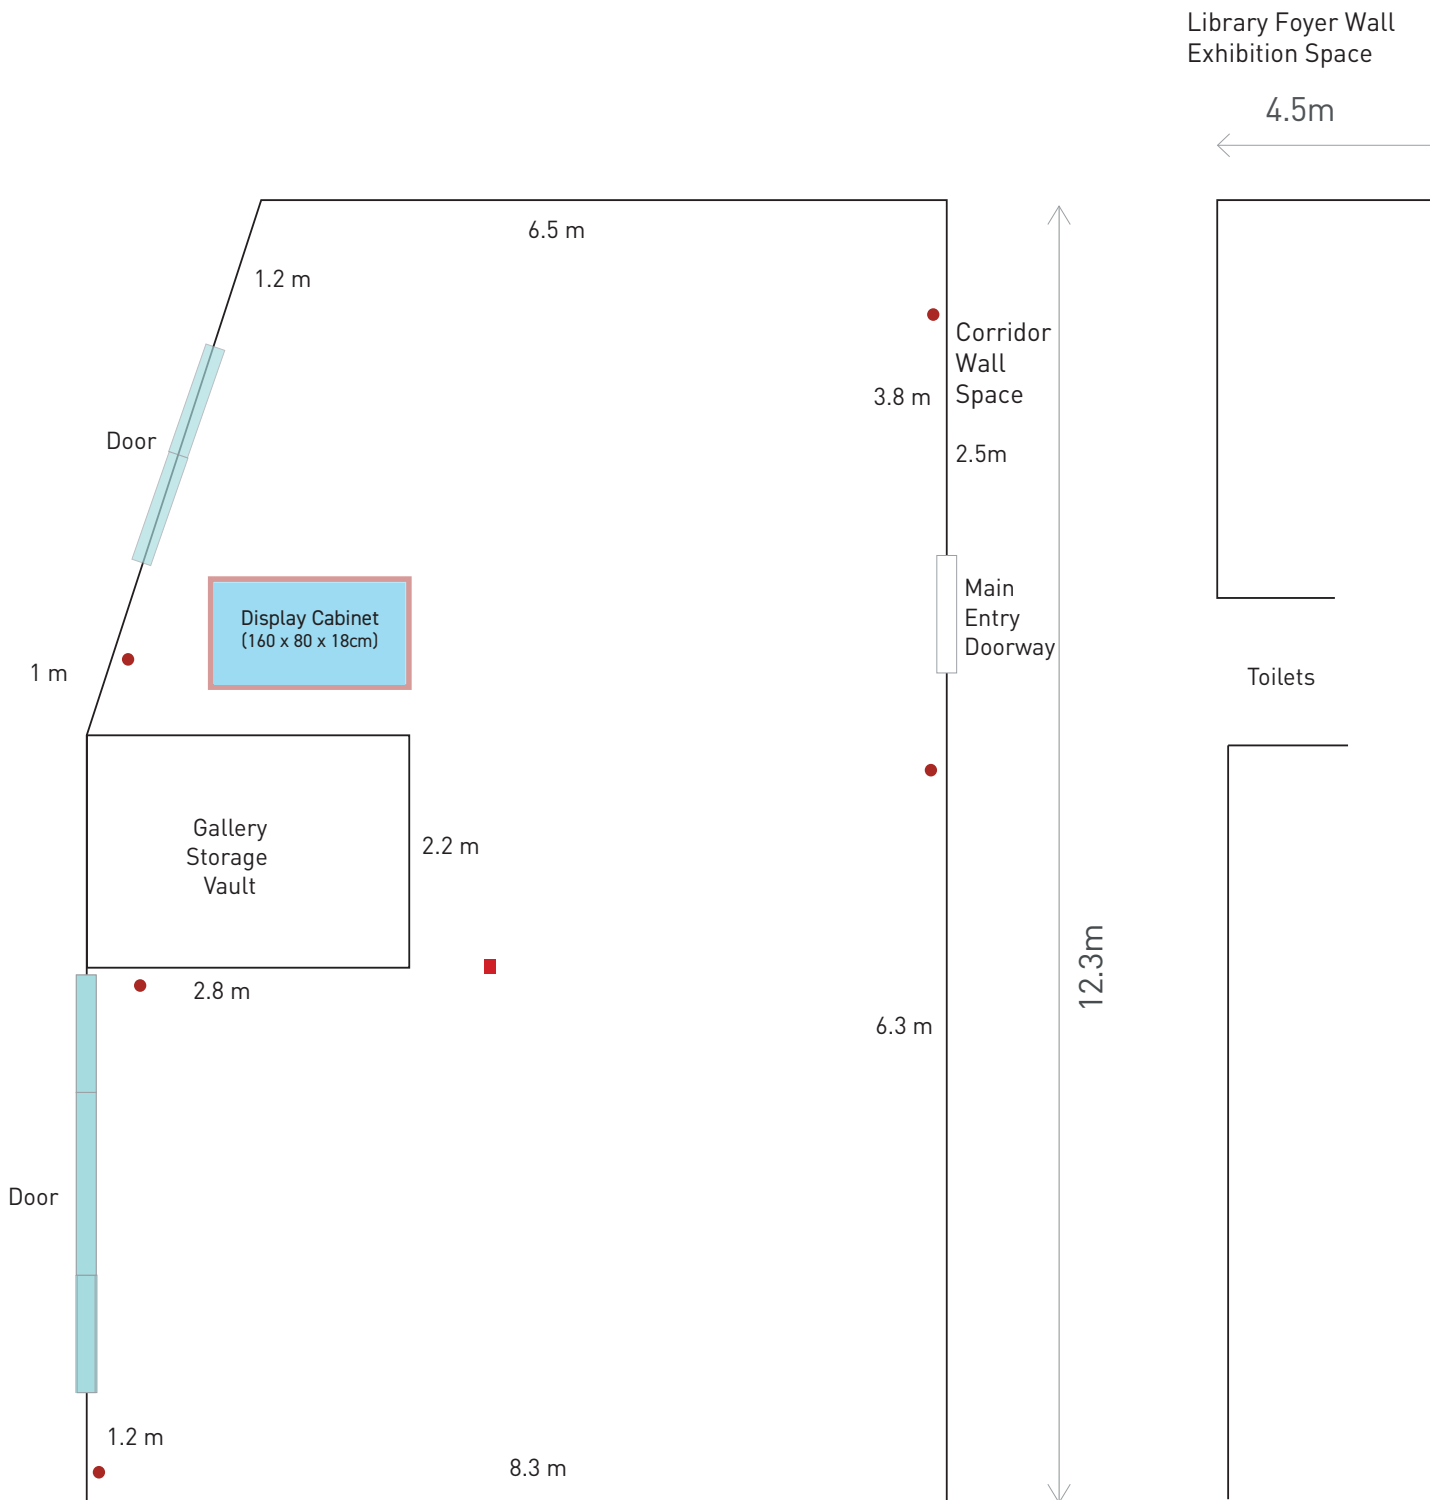 Library Foyer Wall
Exhibition Space
4.5m
6.5 m
1.2 m
Corridor
Wall
Space
3.8 m
2.5m
Door
Main
Entry
Doorway
Display Cabinet
(160 x 80 x 18cm)
1 m
Toilets
Gallery
Storage
Vault
2.2 m
12.3m
2.8 m
6.3 m
Door
1.2 m
8.3 m